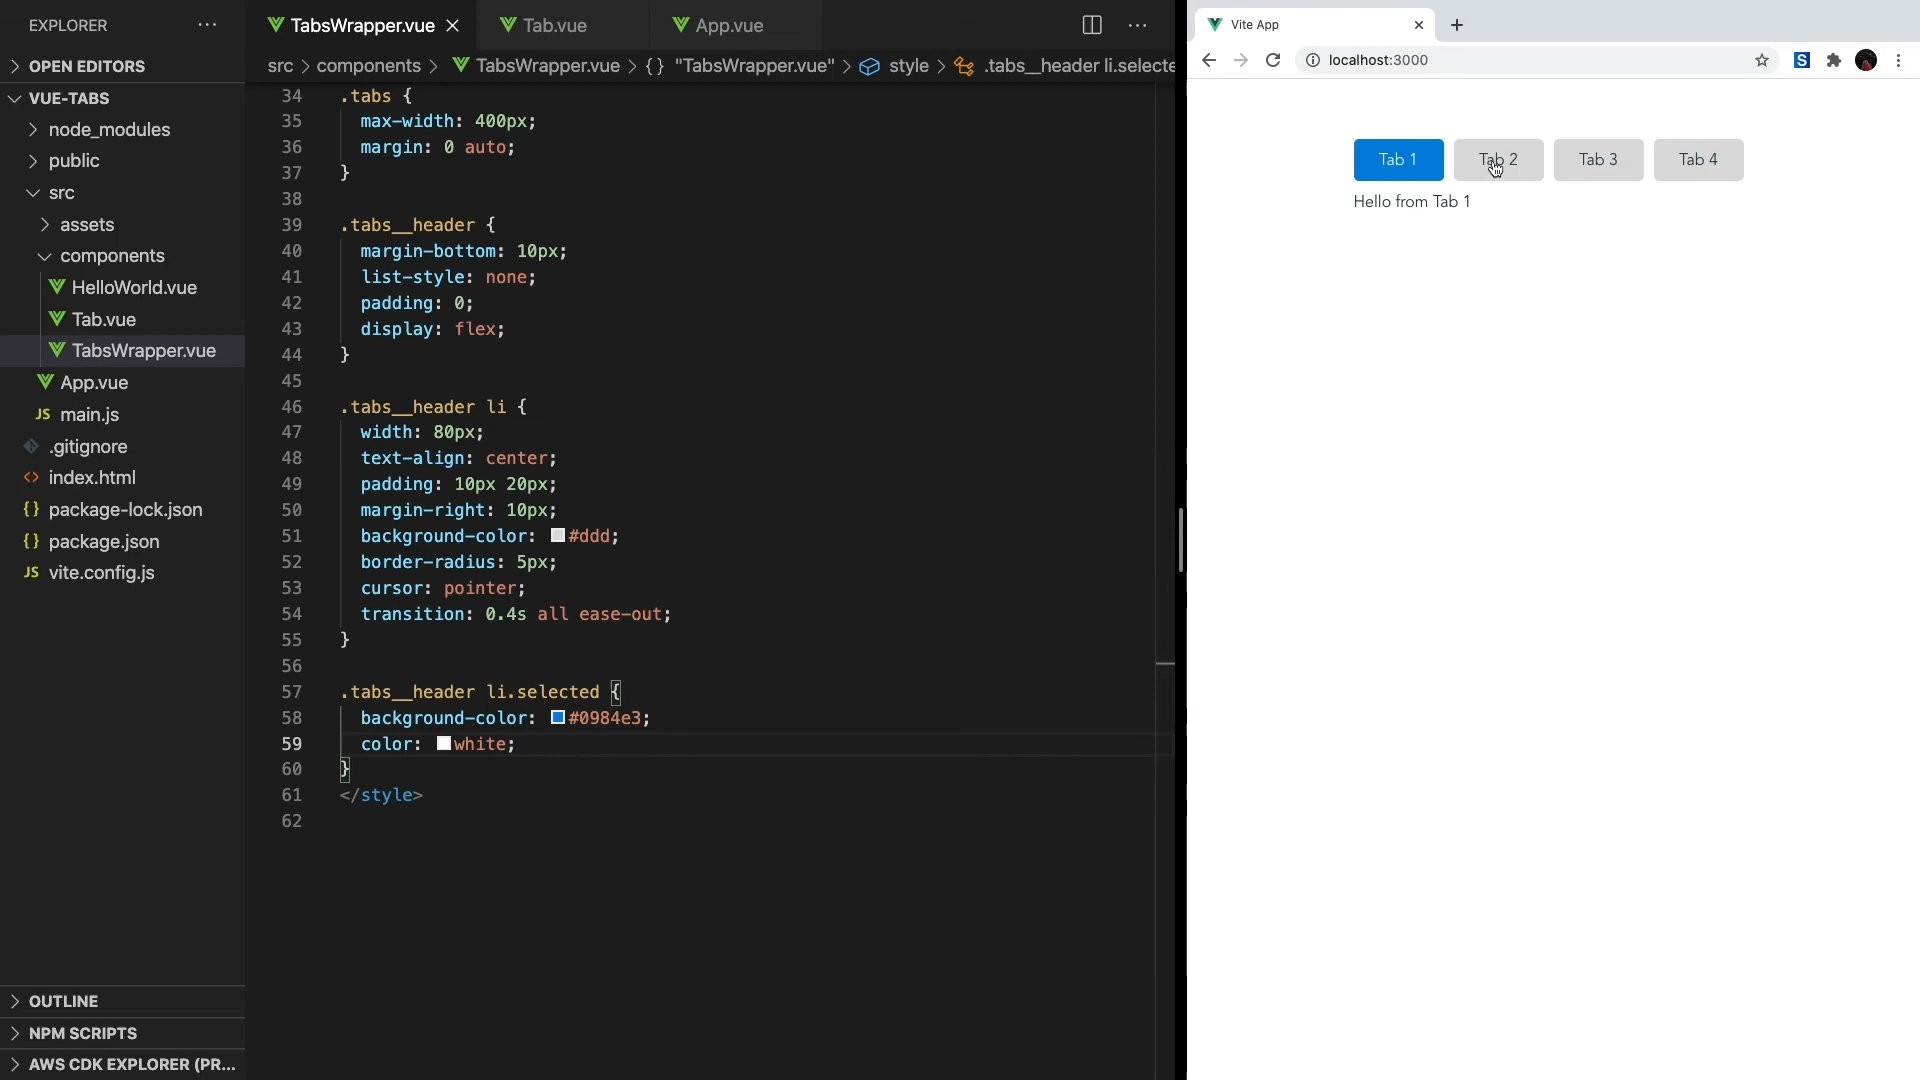 EXPLORER
OPEN EDITORS
VUE-TABS
node_modules
public
src
assets
components
HelloWorld.vue
Tab.vue
TabsWrapper.vue
App.vue
JS main.js
.gitignore
<> index.html
{} package-lock.json
{} package.json
JS vite.config.js
OUTLINE
NPM SCRIPTS
AWS CDK EXPLORER (PR...
TabsWrapper.vue
Tab.vue
App.vue
src > components > TabsWrapper.vue > {} "TabsWrapper.vue" > style > .tabs__header li.selecte
34 .tabs {
35 max-width: 400px;
36 margin: 0 auto;
37 }
38
39 .tabs__header {
40 margin-bottom: 10px;
41 list-style: none;
42 padding: 0;
43 display: flex;
44 }
45
46 .tabs__header li {
47 width: 80px;
48 text-align: center;
49 padding: 10px 20px;
50 margin-right: 10px;
51 background-color: #ddd;
52 border-radius: 5px;
53 cursor: pointer;
54 transition: 0.4s all ease-out;
55 }
56
57 .tabs__header li.selected {
58 background-color: #0984e3;
59 color: white;
60 }
61 </style>
62
Vite App
localhost:3000
S
Tab 1
Tab 2
Tab 3
Tab 4
Hello from Tab 1